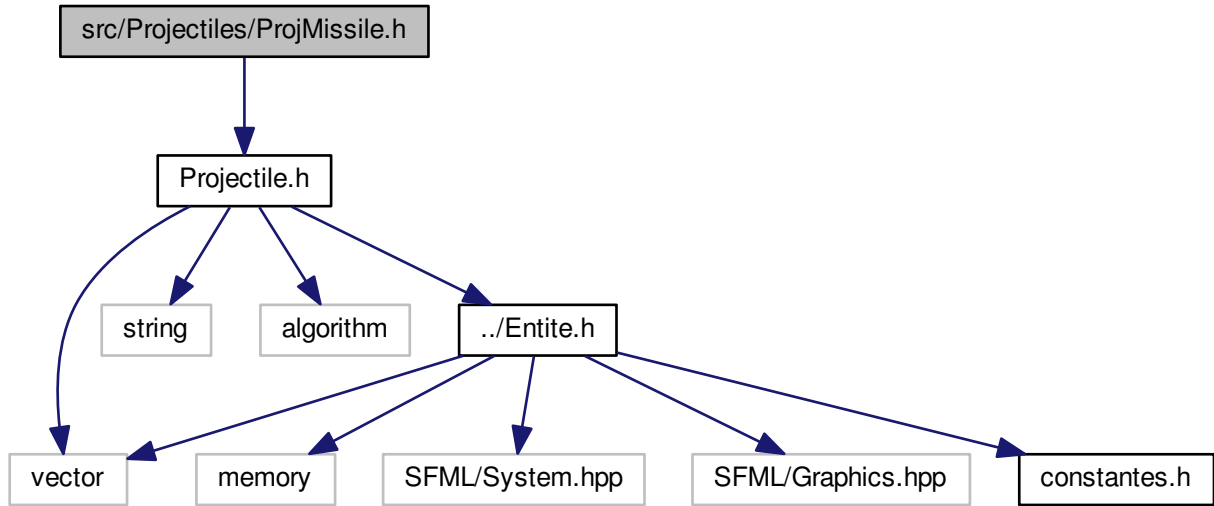 src/Projectiles/ProjMissile.h
Projectile.h
string
algorithm
../Entite.h
vector
memory
SFML/System.hpp
SFML/Graphics.hpp
constantes.h